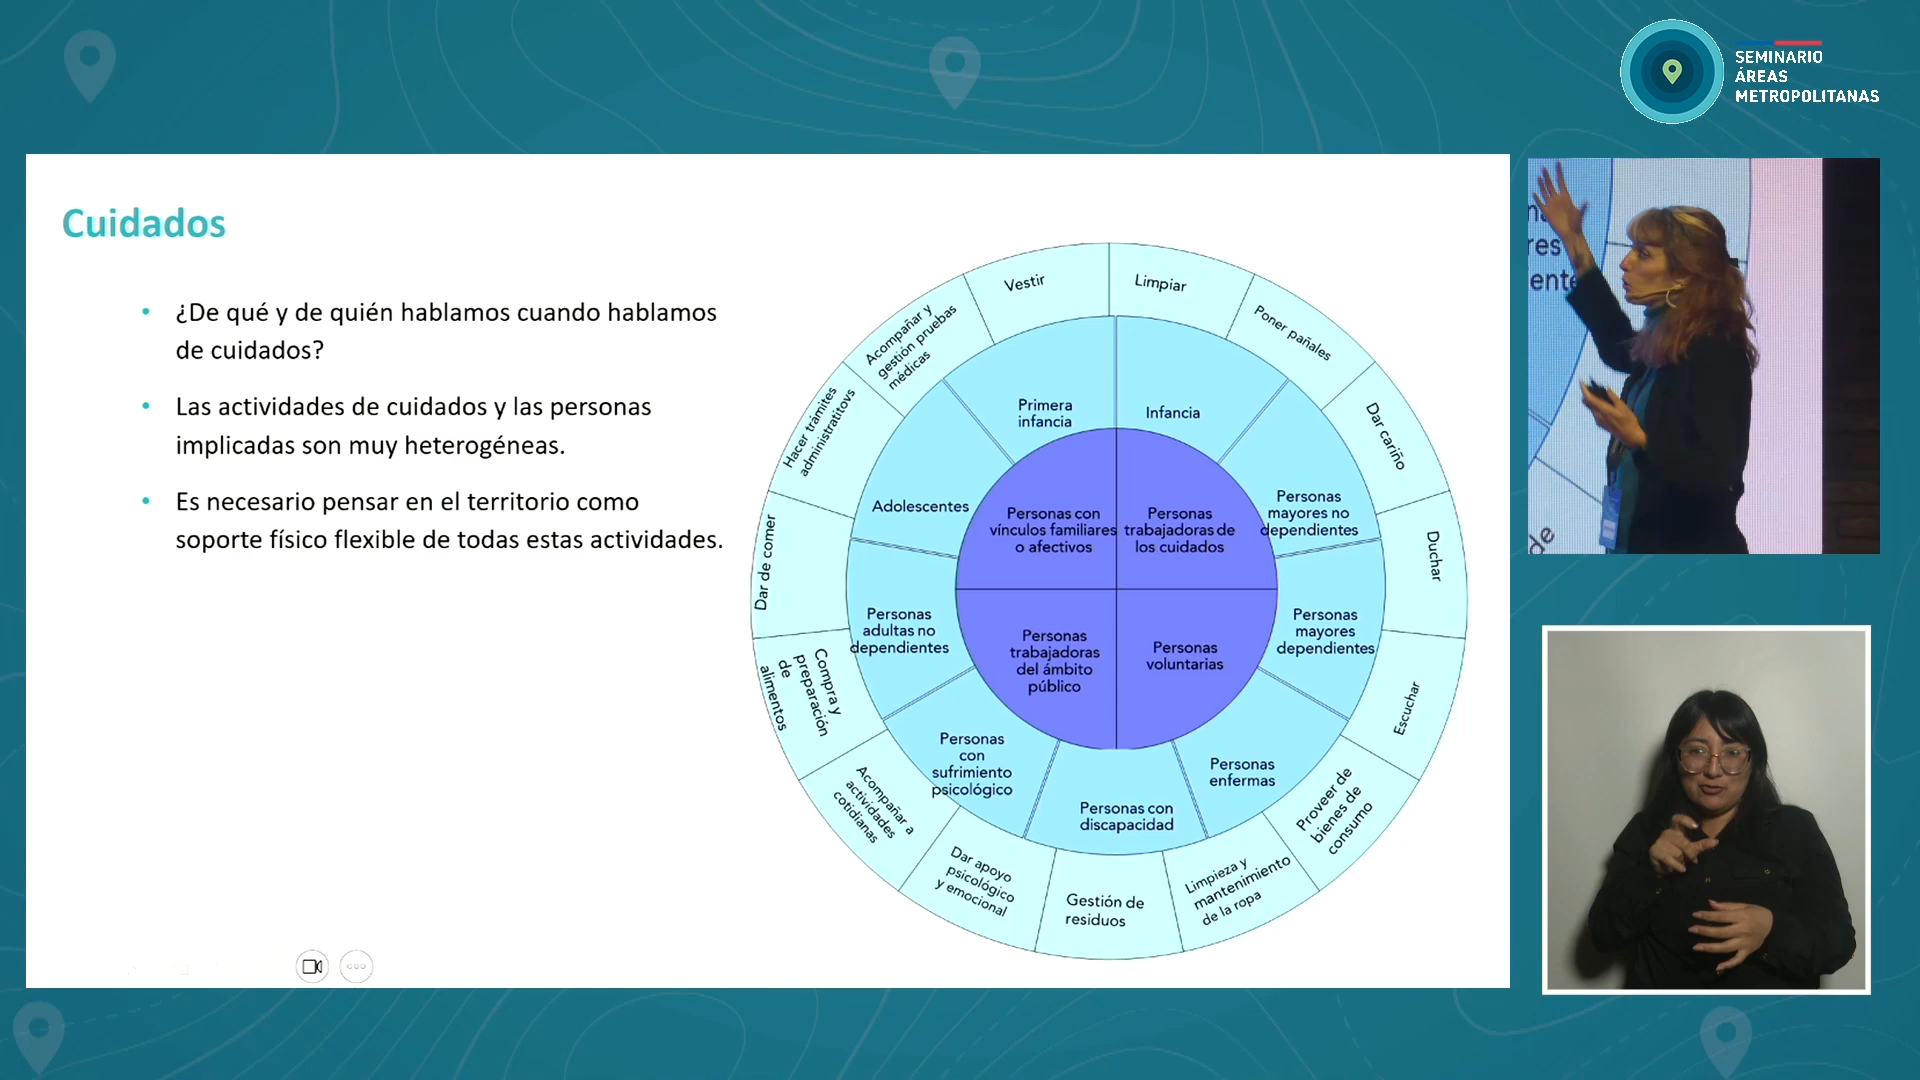 SEMINARIO
ÁREAS
METROPOLITANAS
Cuidados
¿De qué y de quién hablamos cuando hablamos
de cuidados?
Las actividades de cuidados y las personas
implicadas son muy heterogéneas.
Es necesario pensar en el territorio como
soporte físico flexible de todas estas actividades.
Vestir
Limpiar
Poner pañales
Dar cariño
Duchar
Escuchar
Proveer de
bienes de
consumo
Limpieza y
mantenimiento
de la ropa
Gestión de
residuos
Dar apoyo
psicológico
y emocional
Acompañar a
actividades
cotidianas
Compra y
preparación
de
alimentos
Dar de comer
Hacer trámites
administratitovs
Acompañar y
gestión pruebas
médicas
Primera
infancia
Infancia
Personas
mayores no
dependientes
Personas
mayores
dependientes
Personas
enfermas
Personas con
discapacidad
Personas
con
sufrimiento
psicológico
Personas
adultas no
dependientes
Adolescentes
Personas con
vínculos familiares
o afectivos
Personas
trabajadoras de
los cuidados
Personas
trabajadoras
del ámbito
público
Personas
voluntarias
res
ente
de